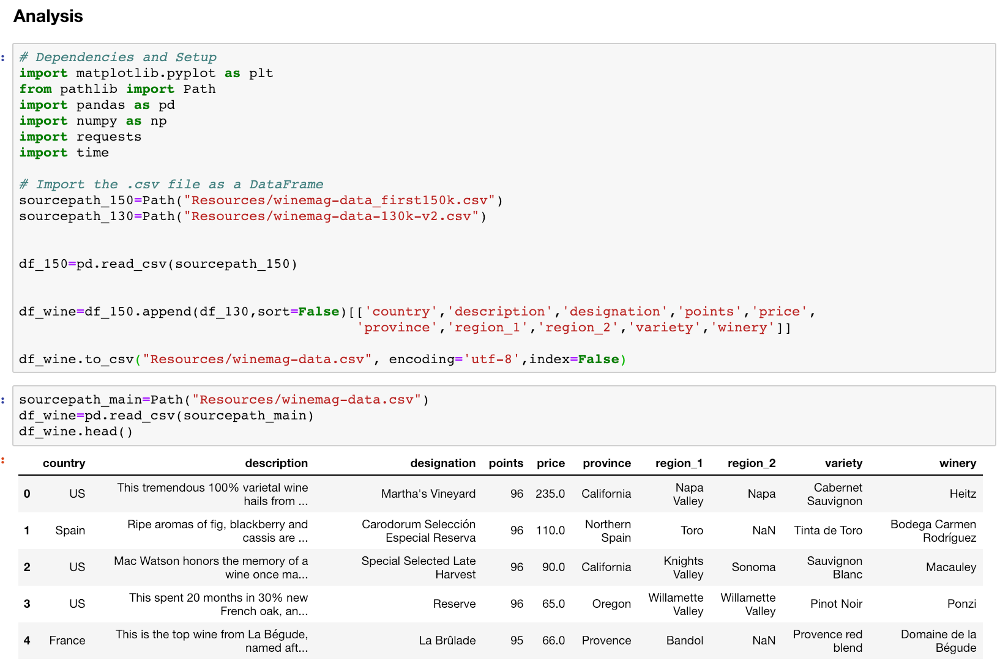 Analysis
:
# Dependencies and Setup
import matplotlib.pyplot as plt
from pathlib import Path
import pandas as pd
import numpy as np
import requests
import time
# Import the .csv file as a DataFrame
sourcepath_150=Path("Resources/winemag-data_first150k.csv")
sourcepath_130=Path("Resources/winemag-data-130k-v2.csv")
df_150=pd.read_csv(sourcepath_150)
df_wine=df_150.append(df_130,sort=False)[['country','description','designation','points','price',
'province','region_1','region_2','variety','winery']]
df_wine.to_csv("Resources/winemag-data.csv", encoding='utf-8',index=False)
:
sourcepath_main=Path("Resources/winemag-data.csv")
df_wine=pd.read_csv(sourcepath_main)
df_wine.head()
:
country description designation points price province region_1 region_2 variety winery
0 US This tremendous 100% varietal wine hails from ... Martha's Vineyard 96 235.0 California Napa Valley Napa Cabernet Sauvignon Heitz
1 Spain Ripe aromas of fig, blackberry and cassis are ... Carodorum Selección Especial Reserva 96 110.0 Northern Spain Toro NaN Tinta de Toro Bodega Carmen Rodríguez
2 US Mac Watson honors the memory of a wine once ma... Special Selected Late Harvest 96 90.0 California Knights Valley Sonoma Sauvignon Blanc Macauley
3 US This spent 20 months in 30% new French oak, an... Reserve 96 65.0 Oregon Willamette Valley Willamette Valley Pinot Noir Ponzi
4 France This is the top wine from La Bégude, named aft... La Brûlade 95 66.0 Provence Bandol NaN Provence red blend Domaine de la Bégude